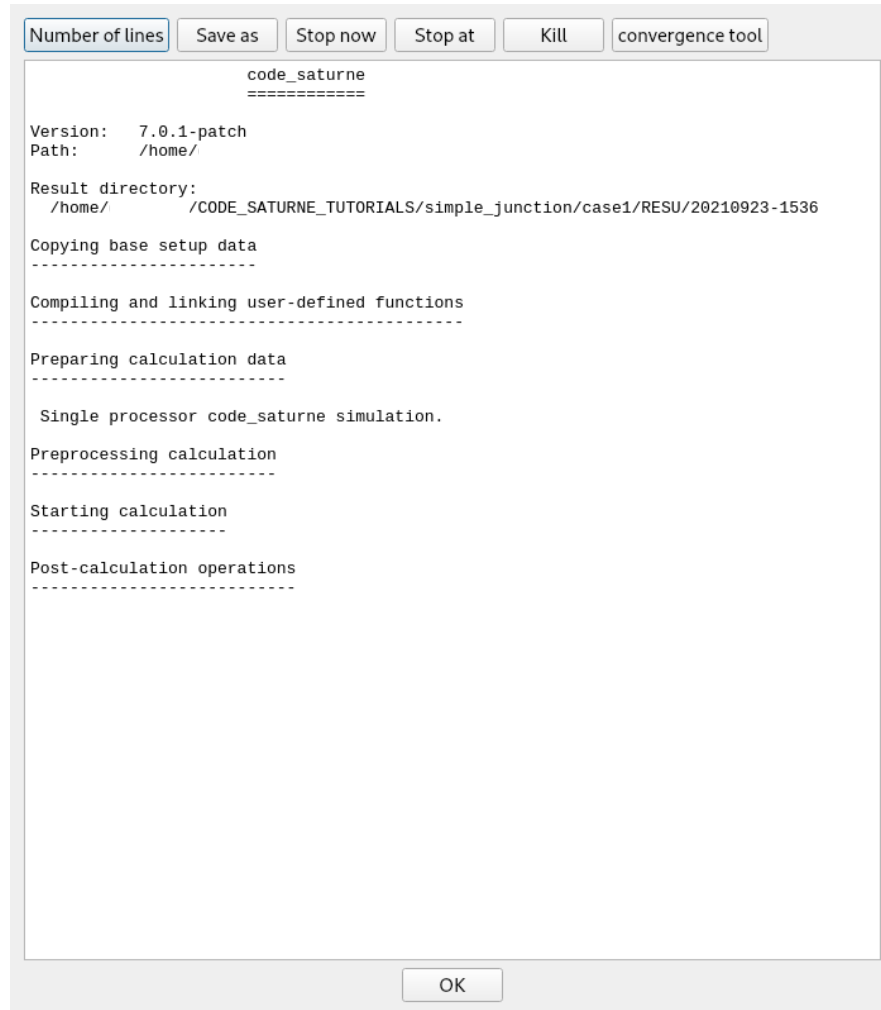 Number of lines Save as Stop now Stop at Kill convergence tool
code_saturne
============
Version: 7.0.1-patch
Path: /home/
Result directory:
/home/ /CODE_SATURNE_TUTORIALS/simple_junction/case1/RESU/20210923-1536
Copying base setup data
-----------------------
Compiling and linking user-defined functions
--------------------------------------------
Preparing calculation data
--------------------------
Single processor code_saturne simulation.
Preprocessing calculation
-------------------------
Starting calculation
--------------------
Post-calculation operations
---------------------------
OK